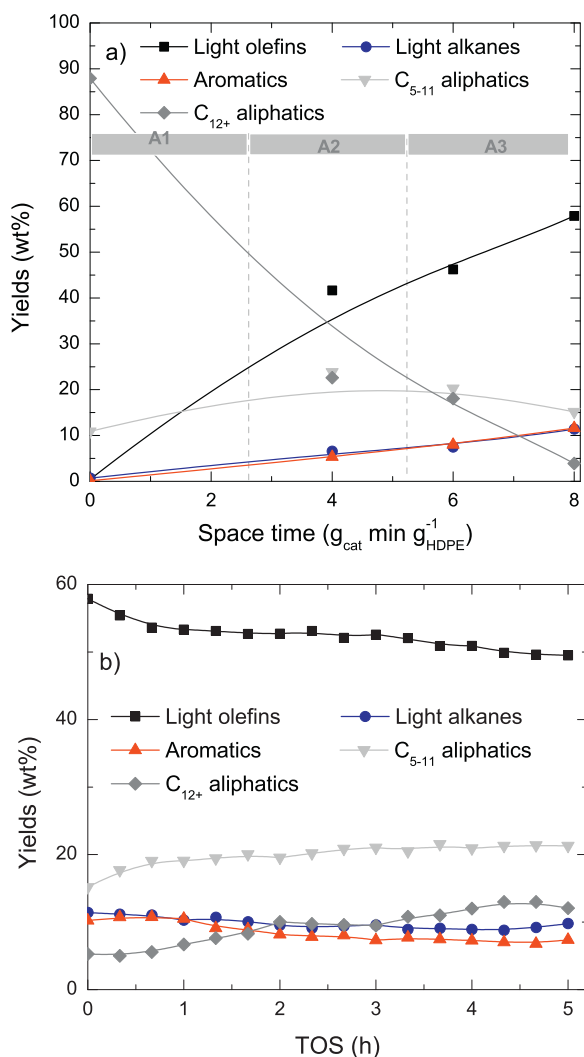 100
a)
Light olefins
Light alkanes
90
Aromatics
C5-11 aliphatics
80
C12+ aliphatics
A1
A2
A3
70
60
50
40
30
20
10
0
Yields (wt%)
0
2
4
6
8
Space time (gcat min g-1HDPE)
60
b)
Light olefins
Light alkanes
40
Aromatics
C5-11 aliphatics
C12+ aliphatics
Yields (wt%)
20
0
0
1
2
3
4
5
TOS (h)